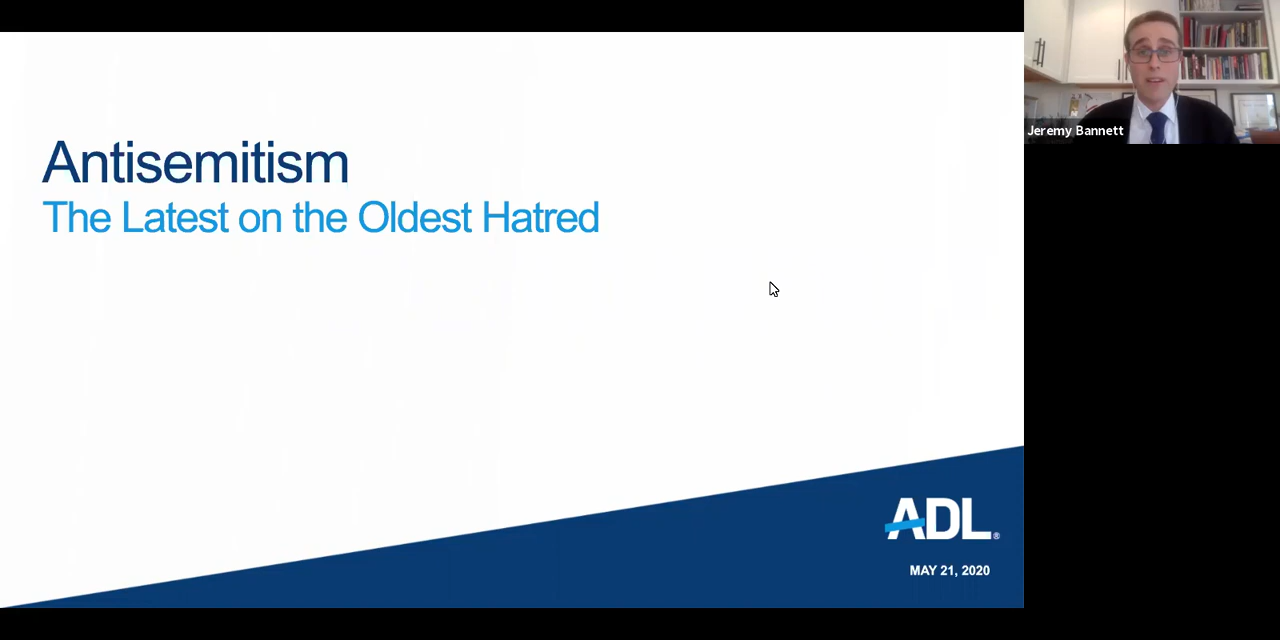 Antisemitism
The Latest on the Oldest Hatred
ADL®
MAY 21, 2020
Jeremy Bannett